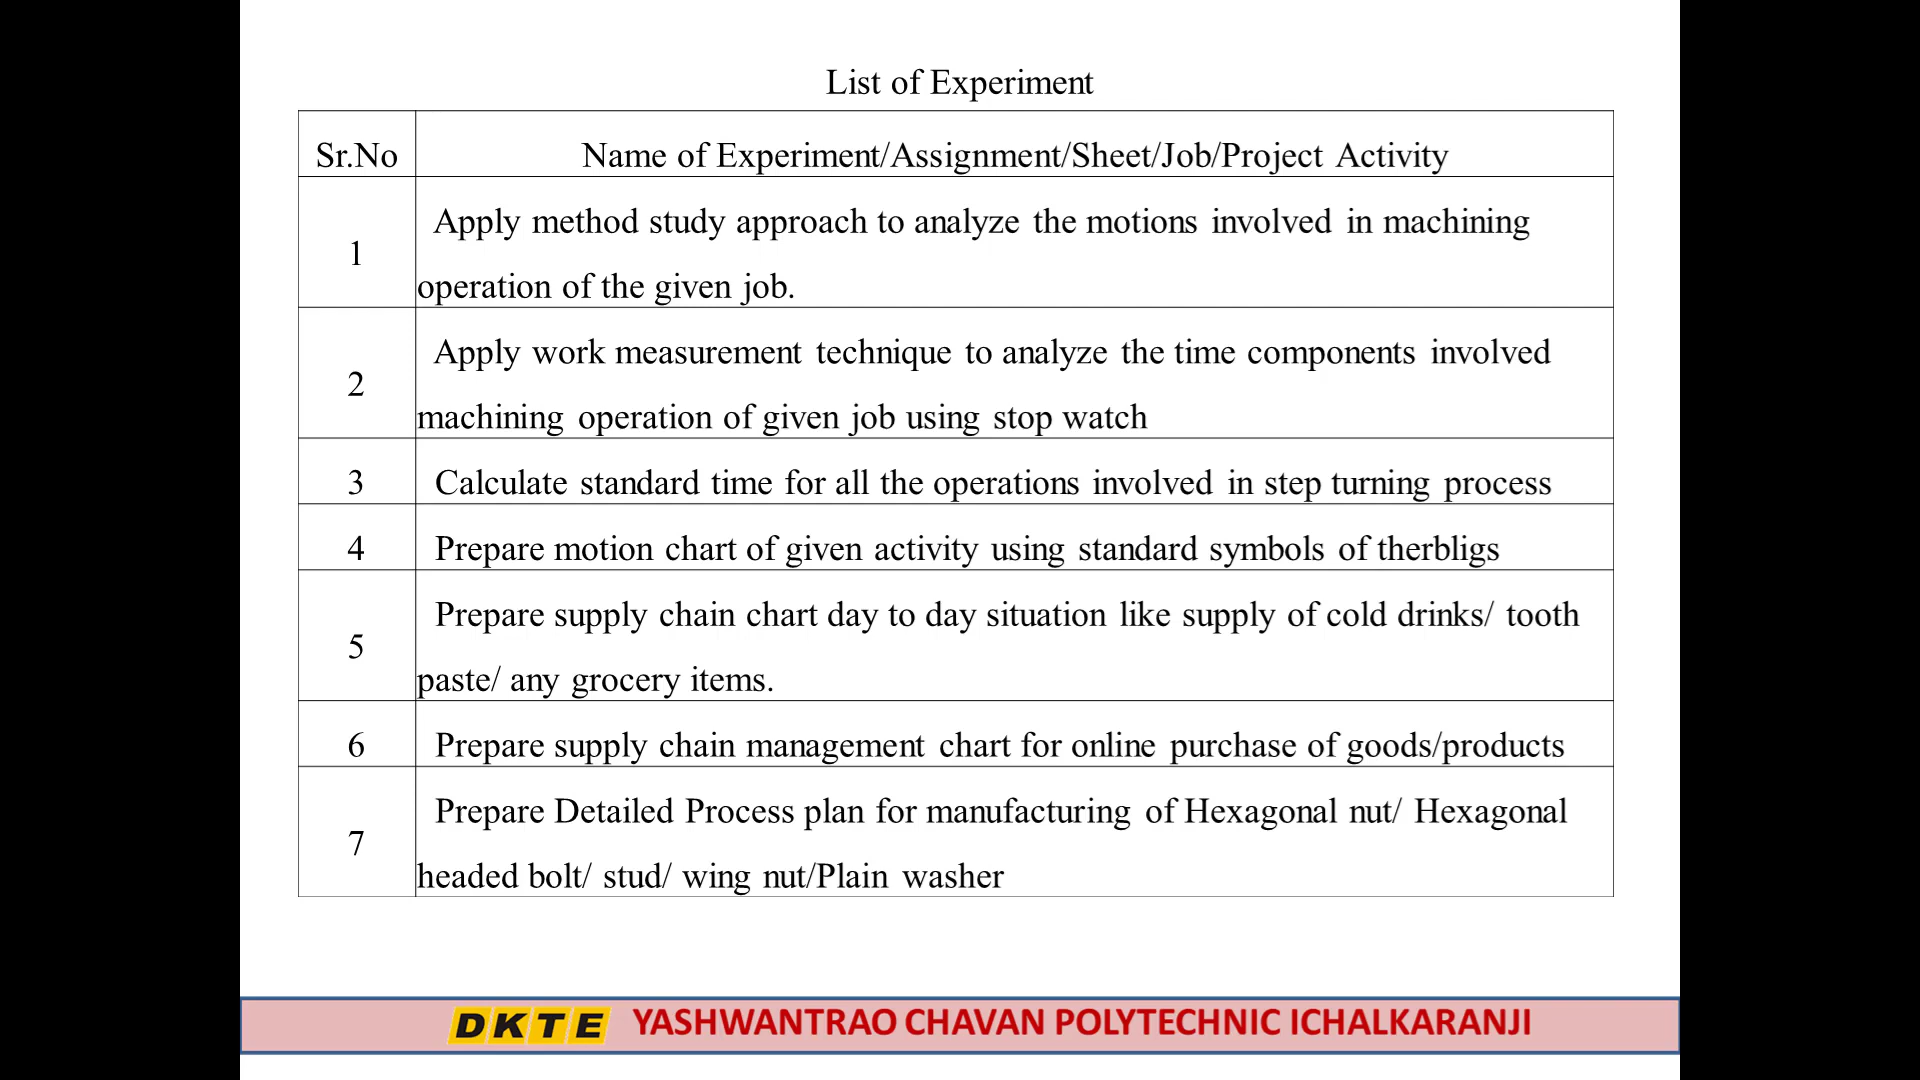 List of Experiment
Sr.No Name of Experiment/Assignment/Sheet/Job/Project Activity
1 Apply method study approach to analyze the motions involved in machining
operation of the given job.
2 Apply work measurement technique to analyze the time components involved
machining operation of given job using stop watch
3 Calculate standard time for all the operations involved in step turning process
4 Prepare motion chart of given activity using standard symbols of therbligs
5 Prepare supply chain chart day to day situation like supply of cold drinks/ tooth
paste/ any grocery items.
6 Prepare supply chain management chart for online purchase of goods/products
7 Prepare Detailed Process plan for manufacturing of Hexagonal nut/ Hexagonal
headed bolt/ stud/ wing nut/Plain washer
DKTE YASHWANTRAO CHAVAN POLYTECHNIC ICHALKARANJI